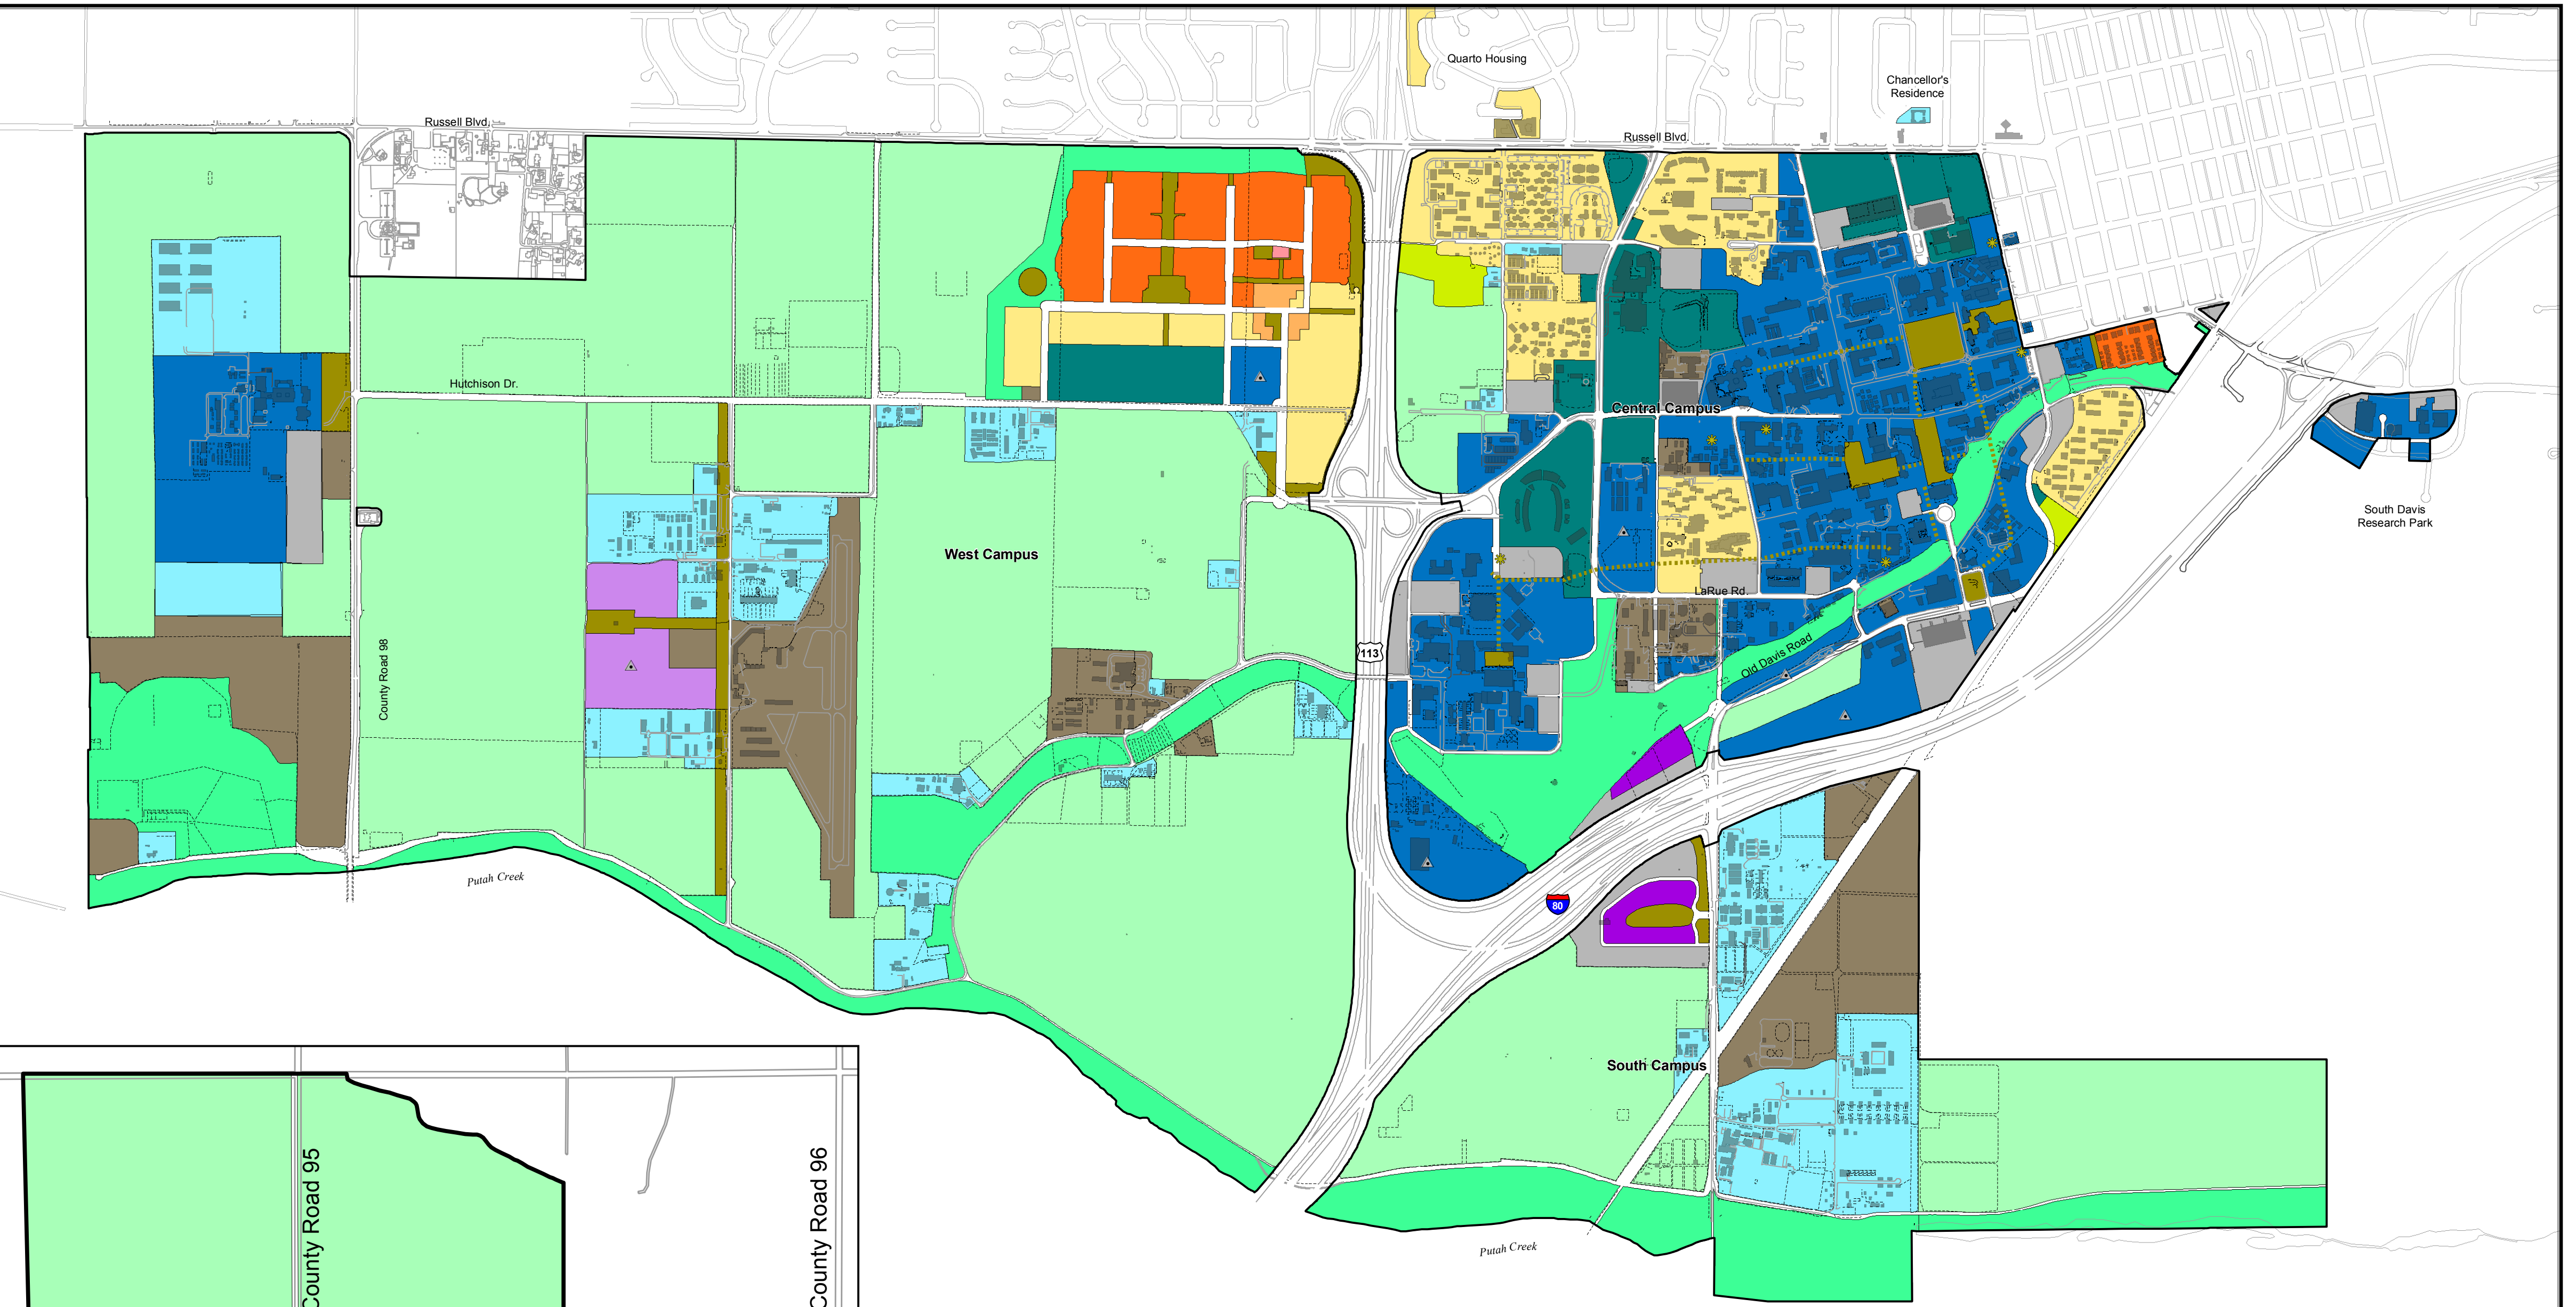 Quarto Housing
Chancellor's
Residence
Russell Blvd.
Russell Blvd.
Hutchison Dr.
Central Campus
South Davis
Research Park
West Campus
LaRue Rd.
County Road 98
113
Old Davis Road
Putah Creek
80
South Campus
County Road 95
County Road 96
Putah Creek